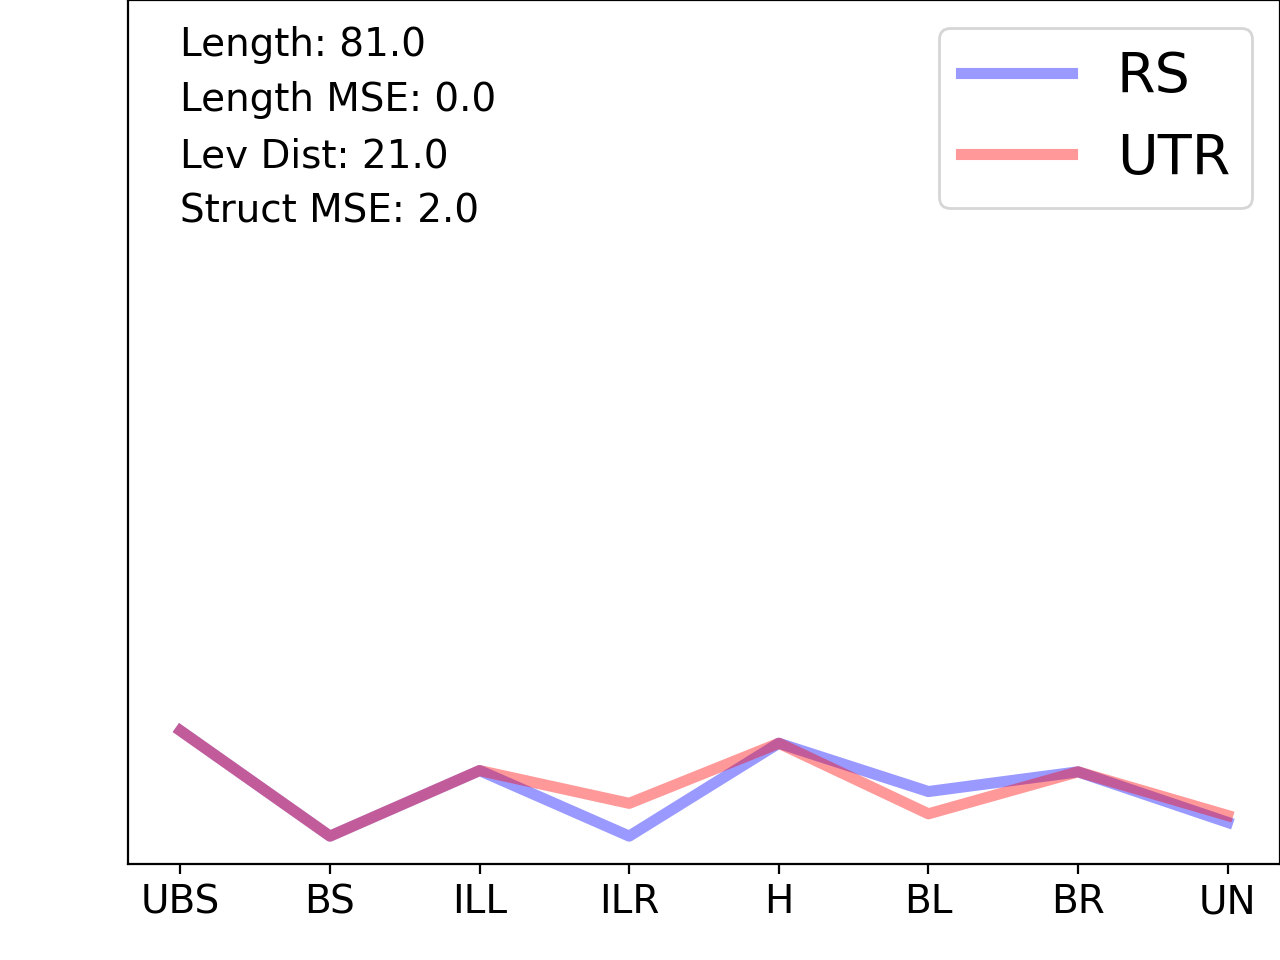 Length: 81.0
Length MSE: 0.0
Lev Dist: 21.0
Struct MSE: 2.0
RS
UTR
UBS BS ILL ILR H BL BR UN